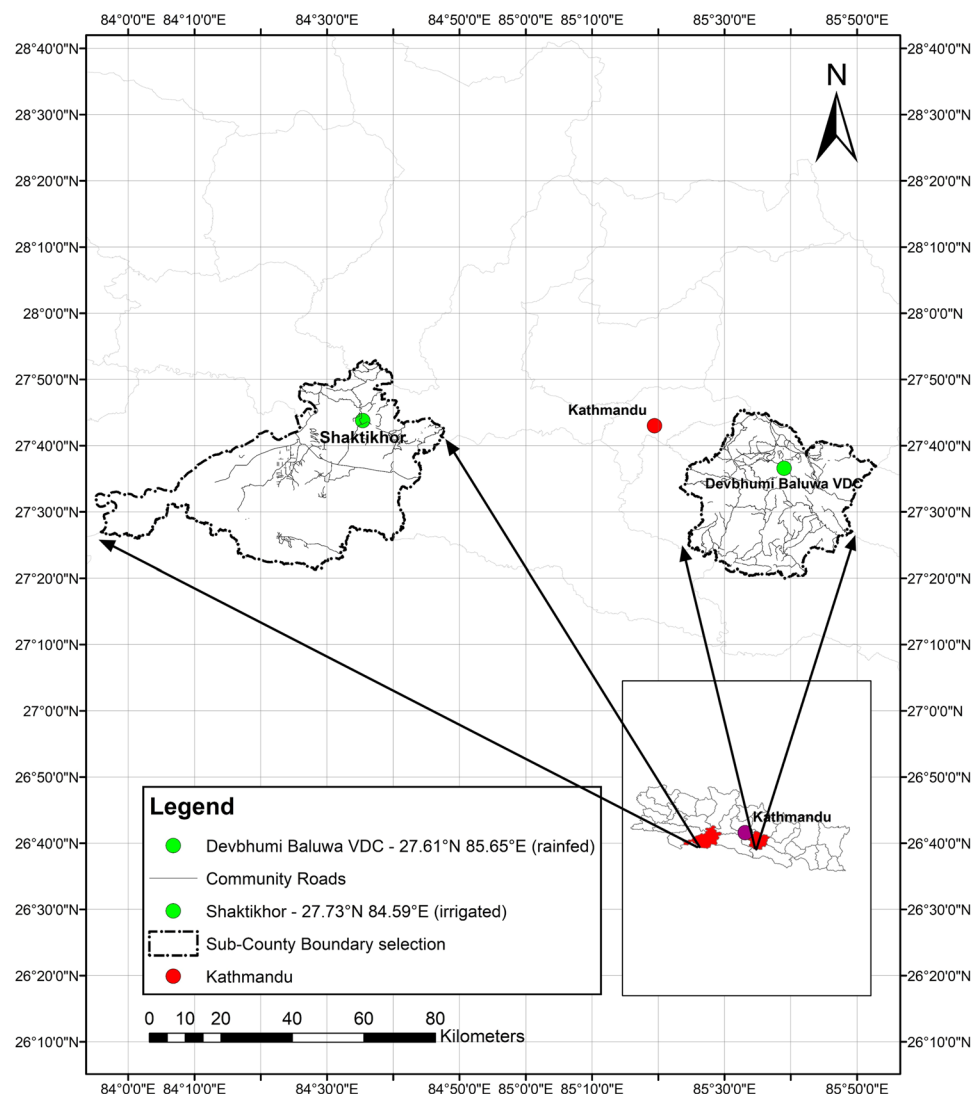 84°0'0"E 84°10'0"E 84°30'0"E 84°50'0"E 85°0'0"E 85°10'0"E 85°30'0"E 85°50'0"E
28°40'0"N 28°40'0"N
N
28°30'0"N 28°30'0"N
28°20'0"N 28°20'0"N
28°10'0"N 28°10'0"N
28°0'0"N 28°0'0"N
27°50'0"N 27°50'0"N
Kathmandu
Shaktikhor
27°40'0"N 27°40'0"N
Devbhumi Baluwa VDC
27°30'0"N 27°30'0"N
27°20'0"N 27°20'0"N
27°10'0"N 27°10'0"N
27°0'0"N 27°0'0"N
26°50'0"N 26°50'0"N
Kathmandu
26°40'0"N 26°40'0"N
26°30'0"N 26°30'0"N
26°20'0"N 26°20'0"N
26°10'0"N 26°10'0"N
Legend
Devbhumi Baluwa VDC - 27.61°N 85.65°E (rainfed)
Community Roads
Shaktikhor - 27.73°N 84.59°E (irrigated)
Sub-County Boundary selection
Kathmandu
0 10 20 40 60 80
Kilometers
84°0'0"E 84°10'0"E 84°30'0"E 84°50'0"E 85°0'0"E 85°10'0"E 85°30'0"E 85°50'0"E